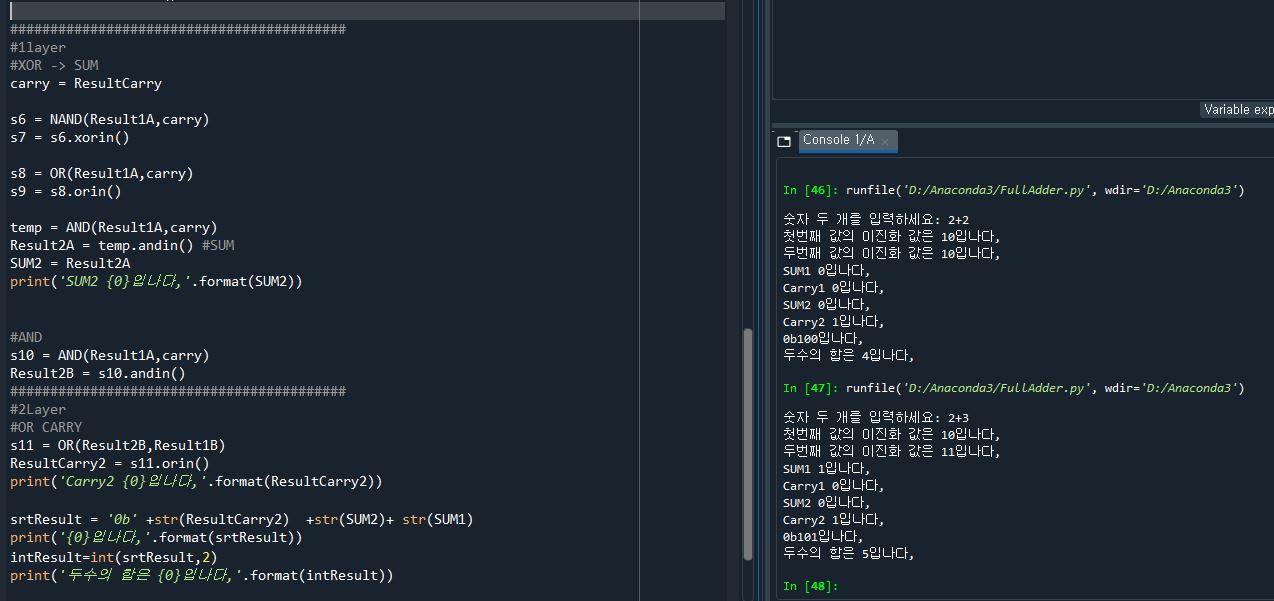 ##########################################
#1layer
#XOR -> SUM
carry = ResultCarry
s6 = NAND(Result1A,carry)
s7 = s6.xorin()
s8 = OR(Result1A,carry)
s9 = s8.orin()
temp = AND(Result1A,carry)
Result2A = temp.andin() #SUM
SUM2 = Result2A
print('SUM2 {0}입니다,'.format(SUM2))
#AND
s10 = AND(Result1A,carry)
Result2B = s10.andin()
##########################################
#2Layer
#OR CARRY
s11 = OR(Result2B,Result1B)
ResultCarry2 = s11.orin()
print('Carry2 {0}입니다,'.format(ResultCarry2))
srtResult = '0b' +str(ResultCarry2)  +str(SUM2)+ str(SUM1)
print('{0}입니다,'.format(srtResult))
intResult=int(srtResult,2)
print('두수의 합은 {0}입니다,'.format(intResult))
Variable exp
Console 1/A
In [46]: runfile('D:/Anaconda3/FullAdder.py', wdir='D:/Anaconda3')
숫자 두 개를 입력하세요: 2+2
첫번째 값의 이진화 값은 10입니다,
두번째 값의 이진화 값은 10입니다,
SUM1 0입니다,
Carry1 0입니다,
SUM2 0입니다,
Carry2 1입니다,
0b100입니다,
두수의 합은 4입니다,
In [47]: runfile('D:/Anaconda3/FullAdder.py', wdir='D:/Anaconda3')
숫자 두 개를 입력하세요: 2+3
첫번째 값의 이진화 값은 10입니다,
두번째 값의 이진화 값은 11입니다,
SUM1 1입니다,
Carry1 0입니다,
SUM2 0입니다,
Carry2 1입니다,
0b101입니다,
두수의 합은 5입니다,
In [48]: